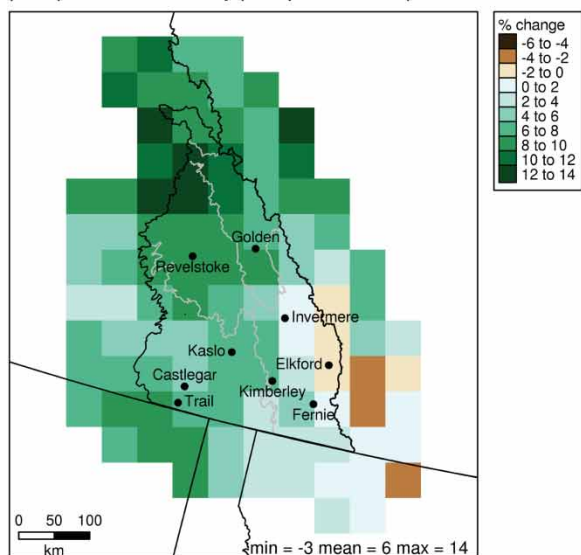 % change
-6 to -4
-4 to -2
-2 to 0
0 to 2
2 to 4
4 to 6
6 to 8
8 to 10
10 to 12
12 to 14
Golden
Revelstoke
Invermere
Kaslo
Elkford
Castlegar
Kimberley
Trail
Fernie
0 50 100
km
min = -3 mean = 6 max = 14